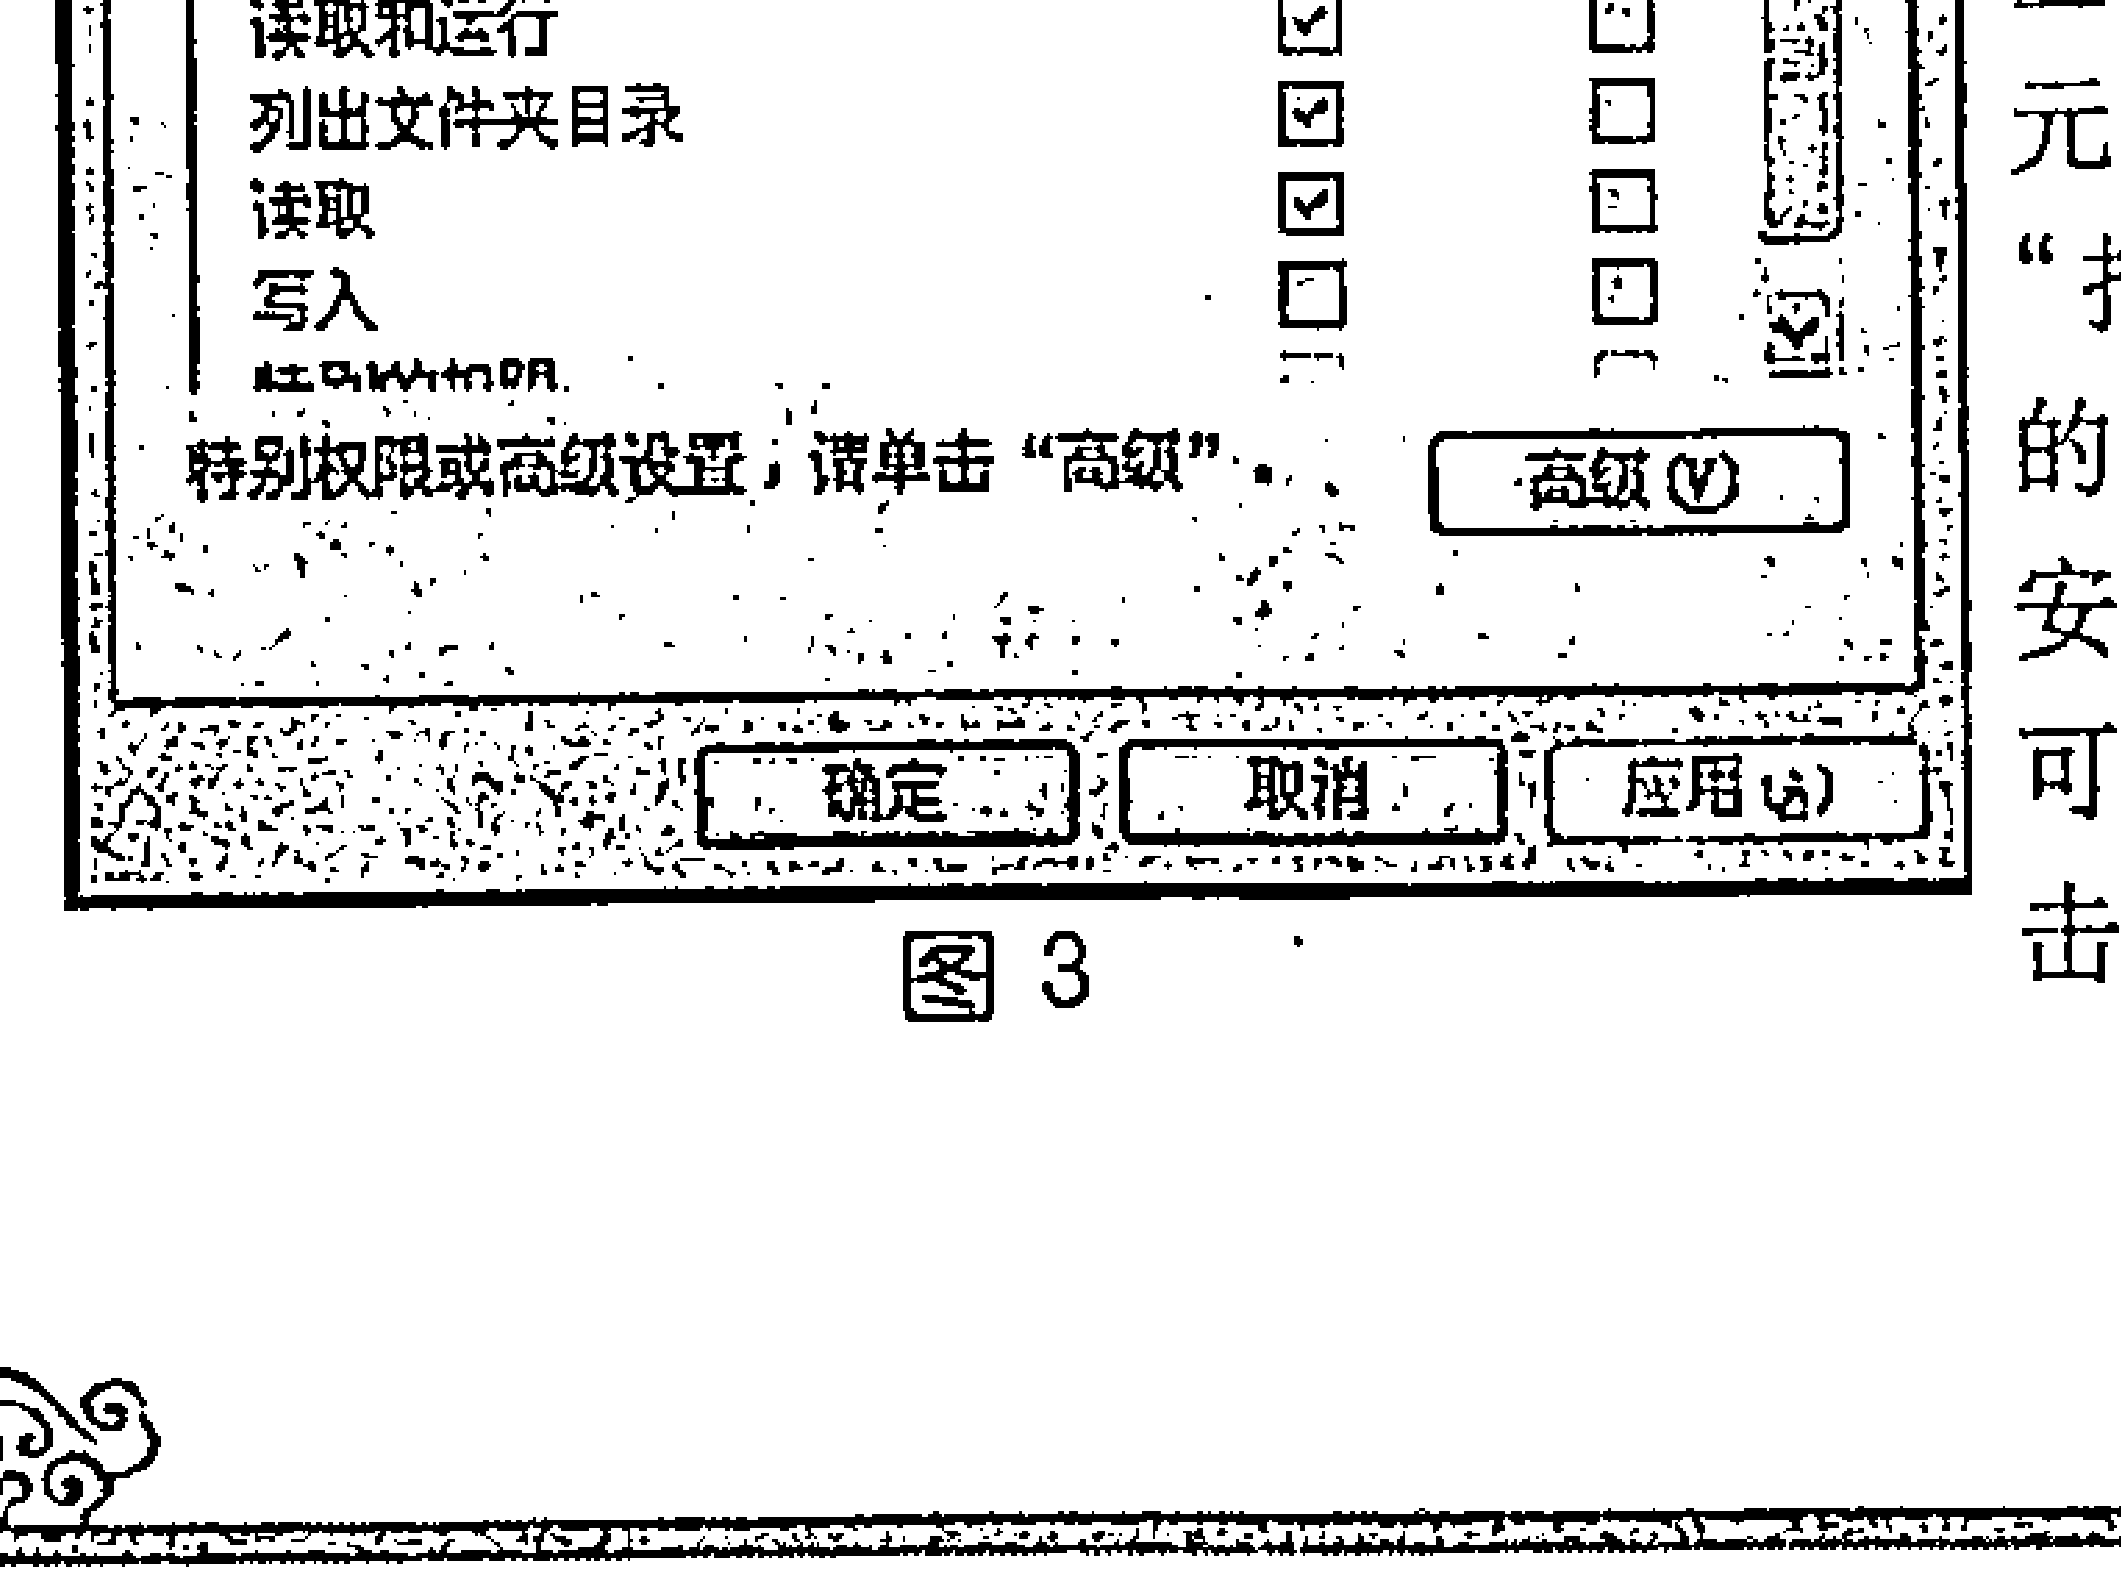 读取和运行
列出文件夹目录
读取
写入
特别权限或高级设置，请单击“高级”。
高级(V)
确定
取消
应用
图 3
元
“
的
安
可
击